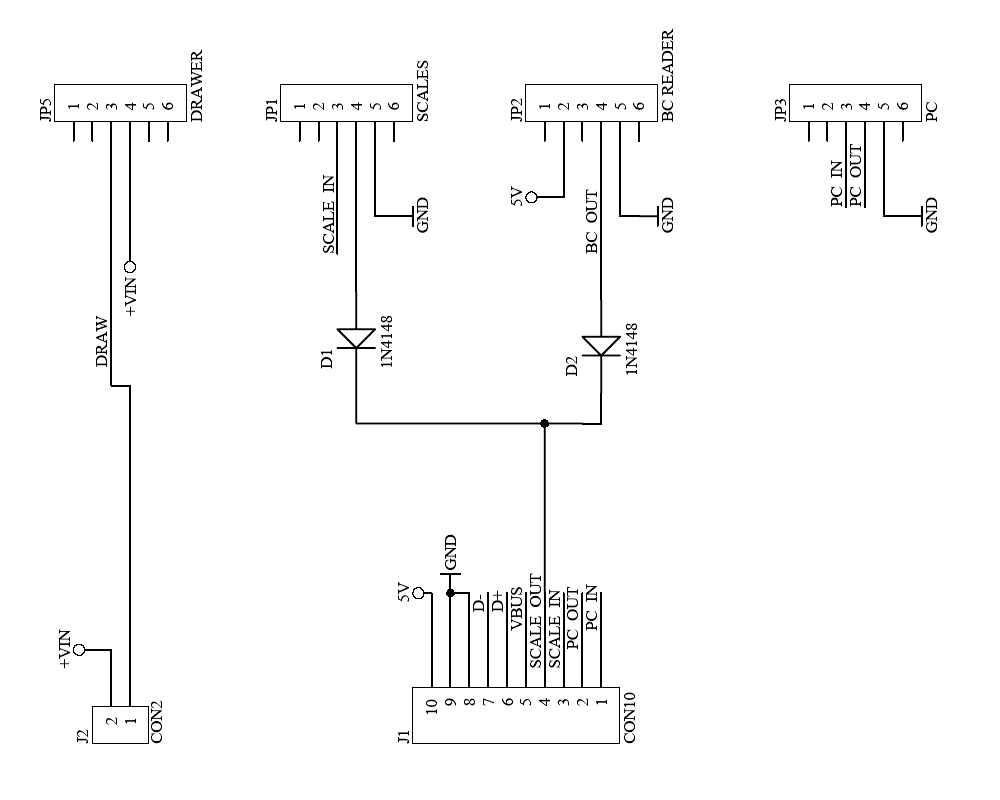 JP5
1
2
3
4
5
6
DRAWER
JP1
1
2
3
4
5
6
SCALES
JP2
1
2
3
4
5
6
BC READER
JP3
1
2
3
4
5
6
PC
SCALE IN
GND
5V
BC OUT
GND
PC IN
PC OUT
GND
+VIN
DRAW
D1
1N4148
D2
1N4148
+VIN
J2
2
1
CON2
5V
GND
D-
D+
VBUS
SCALE OUT
SCALE IN
PC OUT
PC IN
J1
10
9
8
7
6
5
4
3
2
1
CON10